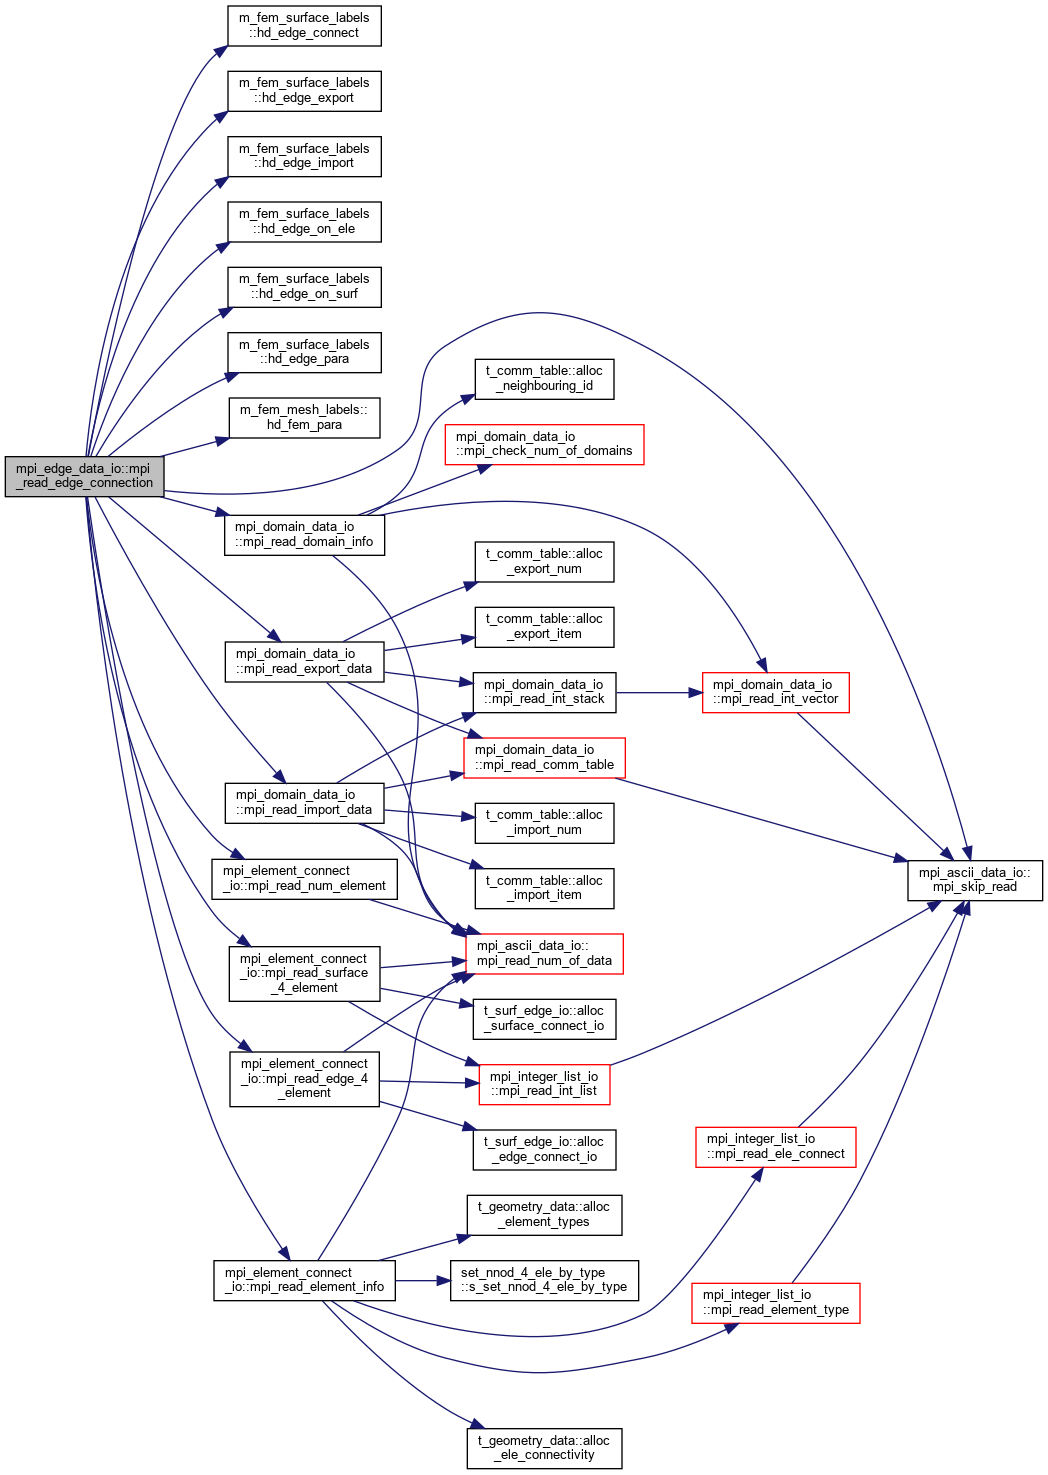 m_fem_surface_labels
::hd_edge_connect
m_fem_surface_labels
::hd_edge_export
m_fem_surface_labels
::hd_edge_import
m_fem_surface_labels
::hd_edge_on_ele
m_fem_surface_labels
::hd_edge_on_surf
m_fem_surface_labels
::hd_edge_para
m_fem_mesh_labels::
hd_fem_para
mpi_edge_data_io::mpi
_read_edge_connection
mpi_domain_data_io
::mpi_read_domain_info
mpi_domain_data_io
::mpi_read_export_data
mpi_domain_data_io
::mpi_read_import_data
mpi_element_connect
_io::mpi_read_num_element
mpi_element_connect
_io::mpi_read_surface
_4_element
mpi_element_connect
_io::mpi_read_edge_4
_element
mpi_element_connect
_io::mpi_read_element_info
t_comm_table::alloc
_neighbouring_id
mpi_domain_data_io
::mpi_check_num_of_domains
t_comm_table::alloc
_export_num
t_comm_table::alloc
_export_item
mpi_domain_data_io
::mpi_read_int_stack
mpi_domain_data_io
::mpi_read_comm_table
t_comm_table::alloc
_import_num
t_comm_table::alloc
_import_item
mpi_ascii_data_io::
mpi_read_num_of_data
t_surf_edge_io::alloc
_surface_connect_io
mpi_integer_list_io
::mpi_read_int_list
t_surf_edge_io::alloc
_edge_connect_io
t_geometry_data::alloc
_element_types
set_nnod_4_ele_by_type
::s_set_nnod_4_ele_by_type
t_geometry_data::alloc
_ele_connectivity
mpi_domain_data_io
::mpi_read_int_vector
mpi_integer_list_io
::mpi_read_ele_connect
mpi_integer_list_io
::mpi_read_element_type
mpi_ascii_data_io::
mpi_skip_read